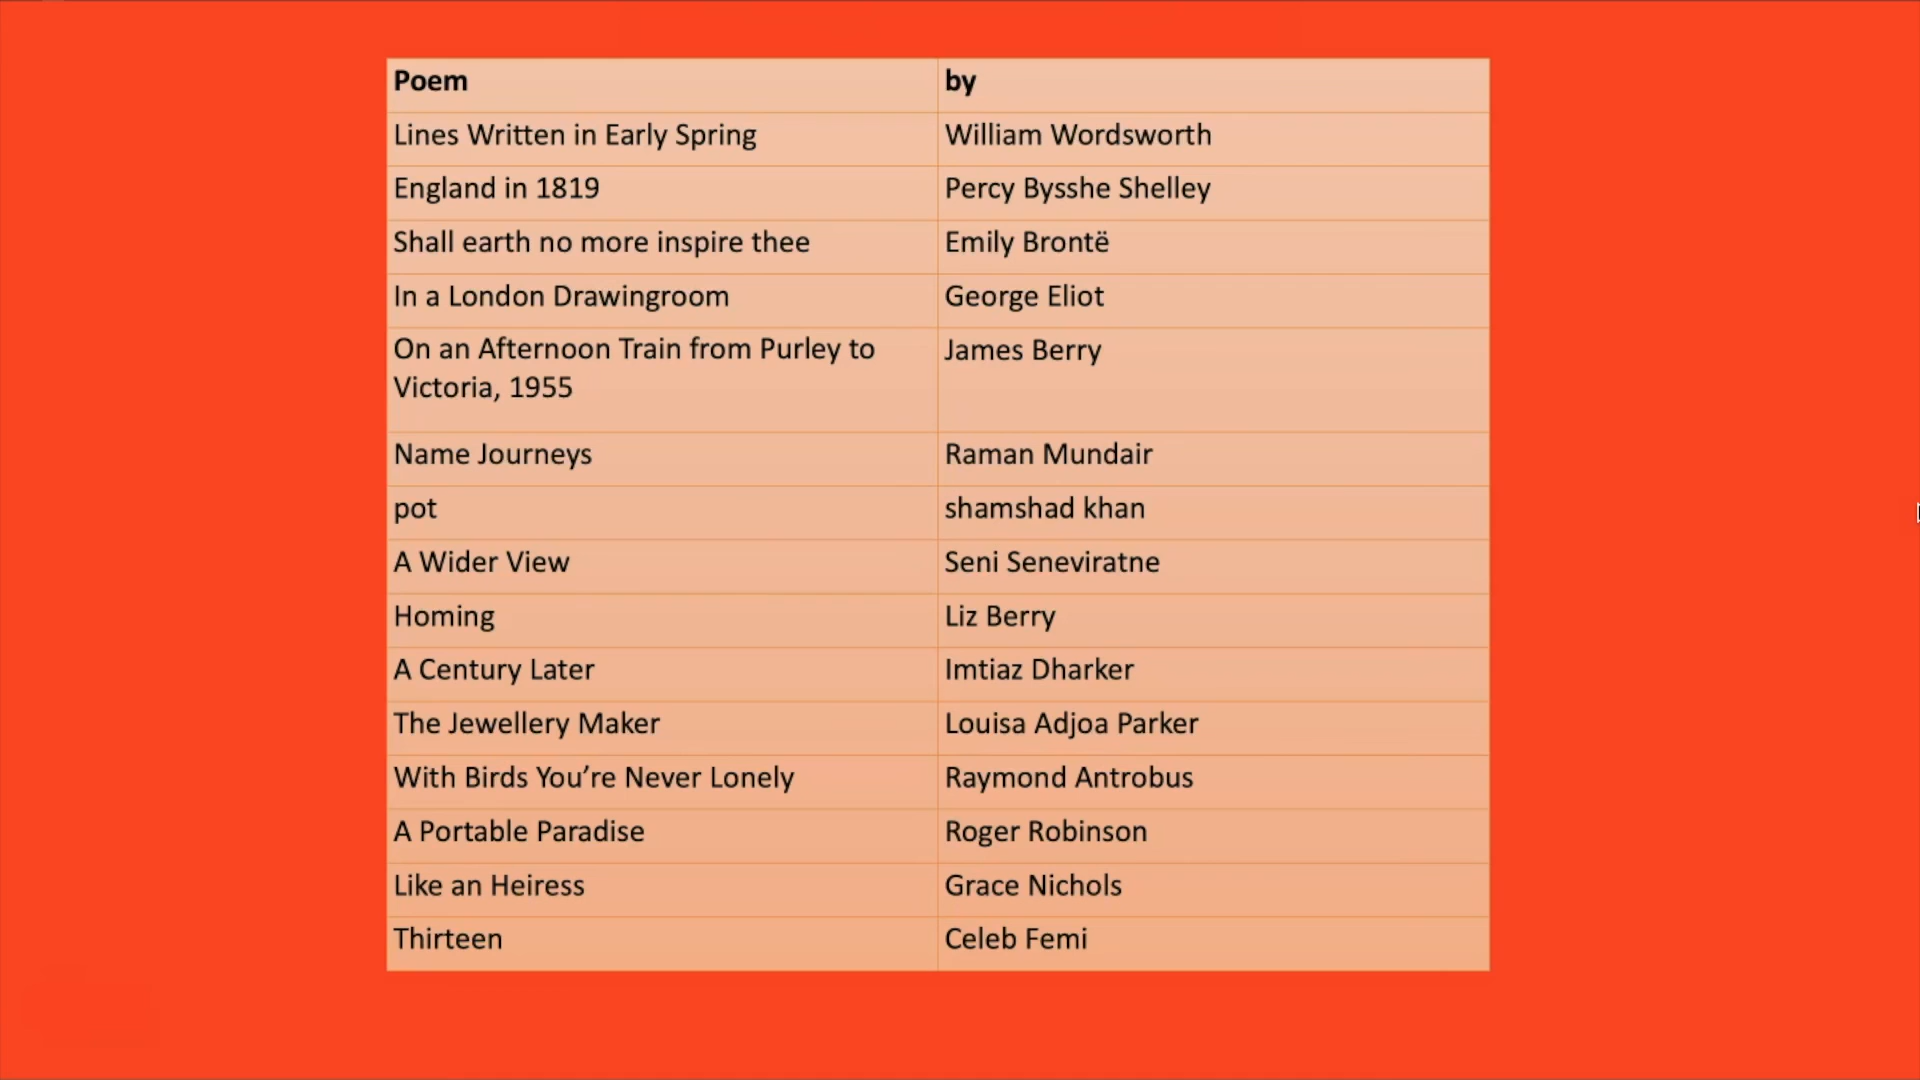 Poem by
Lines Written in Early Spring William Wordsworth
England in 1819 Percy Bysshe Shelley
Shall earth no more inspire thee Emily Brontë
In a London Drawingroom George Eliot
On an Afternoon Train from Purley to James Berry
Victoria, 1955
Name Journeys Raman Mundair
pot shamshad khan
A Wider View Seni Seneviratne
Homing Liz Berry
A Century Later Imtiaz Dharker
The Jewellery Maker Louisa Adjoa Parker
With Birds You’re Never Lonely Raymond Antrobus
A Portable Paradise Roger Robinson
Like an Heiress Grace Nichols
Thirteen Celeb Femi